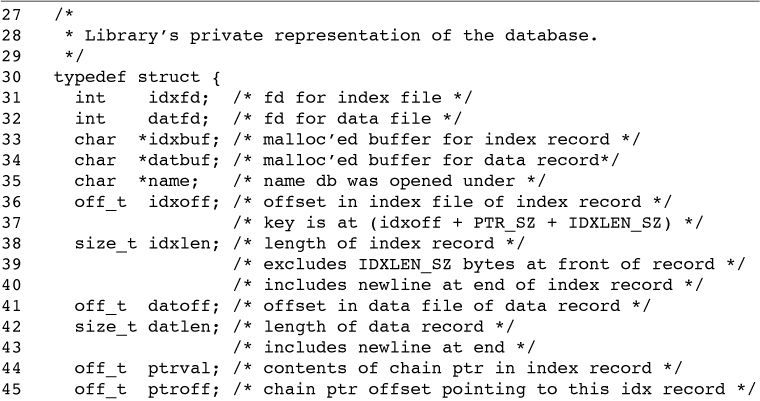 27   /*
28    * Library's private representation of the database.
29    */
30   typedef struct {
31     int    idxfd;  /* fd for index file */
32     int    datfd;  /* fd for data file */
33     char  *idxbuf; /* malloc'ed buffer for index record */
34     char  *datbuf; /* malloc'ed buffer for data record*/
35     char  *name;   /* name db was opened under */
36     off_t  idxoff; /* offset in index file of index record */
37                    /* key is at (idxoff + PTR_SZ + IDXLEN_SZ) */
38     size_t idxlen; /* length of index record */
39                    /* excludes IDXLEN_SZ bytes at front of record */
40                    /* includes newline at end of index record */
41     off_t  datoff; /* offset in data file of data record */
42     size_t datlen; /* length of data record */
43                    /* includes newline at end */
44     off_t  ptrval; /* contents of chain ptr in index record */
45     off_t  ptroff; /* chain ptr offset pointing to this idx record */